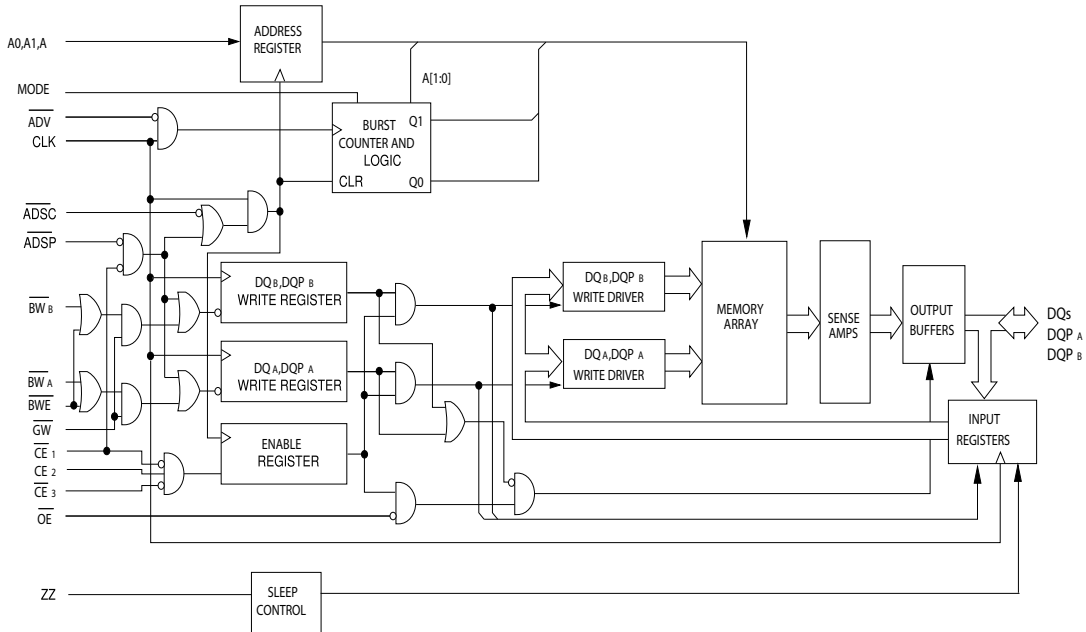 A0,A1,A
MODE
ADV
CLK
ADSC
ADSP
BW B
BW A
BWE
GW
CE 1
CE 2
CE 3
OE
ZZ
ADDRESS
REGISTER
A[1:0]
BURST
COUNTER AND
LOGIC
Q1
CLR
Q0
DQ B,DQP B
WRITE REGISTER
DQ A,DQP A
WRITE REGISTER
ENABLE
REGISTER
DQ B,DQP B
WRITE DRIVER
DQ A,DQP A
WRITE DRIVER
MEMORY
ARRAY
SENSE
AMPS
OUTPUT
BUFFERS
DQs
DQP A
DQP B
INPUT
REGISTERS
SLEEP
CONTROL